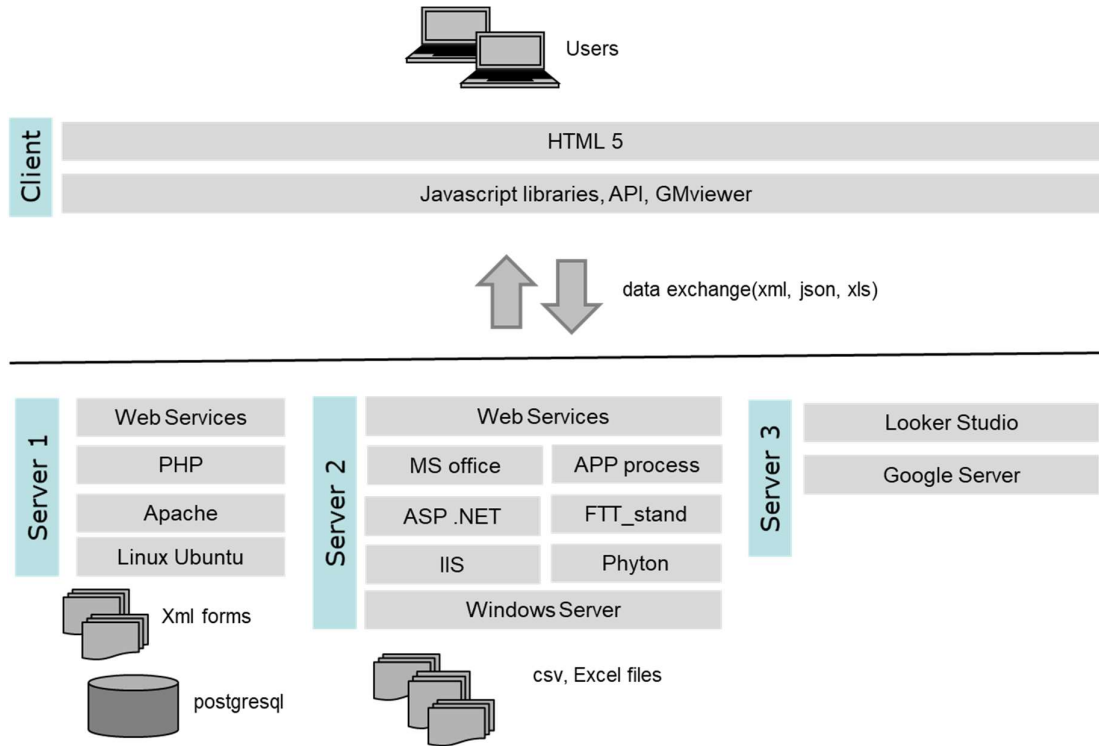 Users
Client
HTML 5
Javascript libraries, API, GMviewer
data exchange(xml, json, xls)
Server 1
Web Services
PHP
Apache
Linux Ubuntu
Xml forms
postgresql
Server 2
Web Services
MS office
APP process
ASP .NET
FTT_stand
IIS
Phyton
Windows Server
csv, Excel files
Server 3
Looker Studio
Google Server